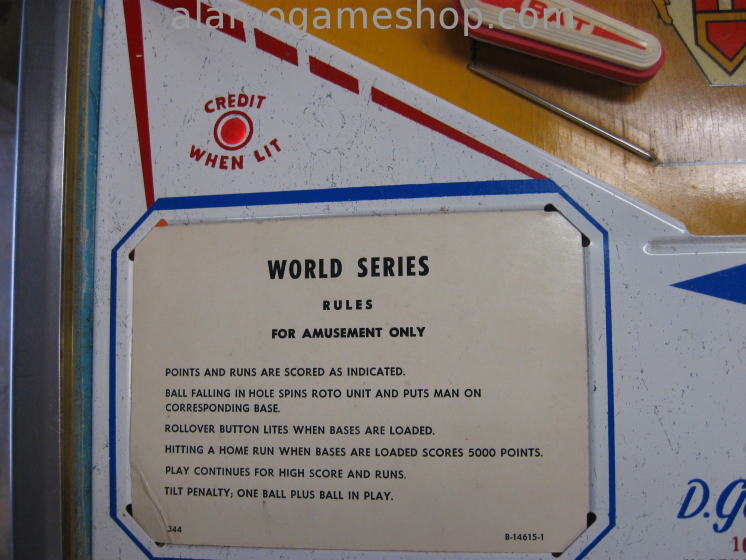 alamogameshop.com
CREDIT
WHEN LIT
WORLD SERIES
RULES
FOR AMUSEMENT ONLY
POINTS AND RUNS ARE SCORED AS INDICATED.
BALL FALLING IN HOLE SPINS ROTO UNIT AND PUTS MAN ON
CORRESPONDING BASE.
ROLLOVER BUTTON LITES WHEN BASES ARE LOADED.
HITTING A HOME RUN WHEN BASES ARE LOADED SCORES 5000 POINTS.
PLAY CONTINUES FOR HIGH SCORE AND RUNS.
TILT PENALTY; ONE BALL PLUS BALL IN PLAY.
344
B-14615-1
D.